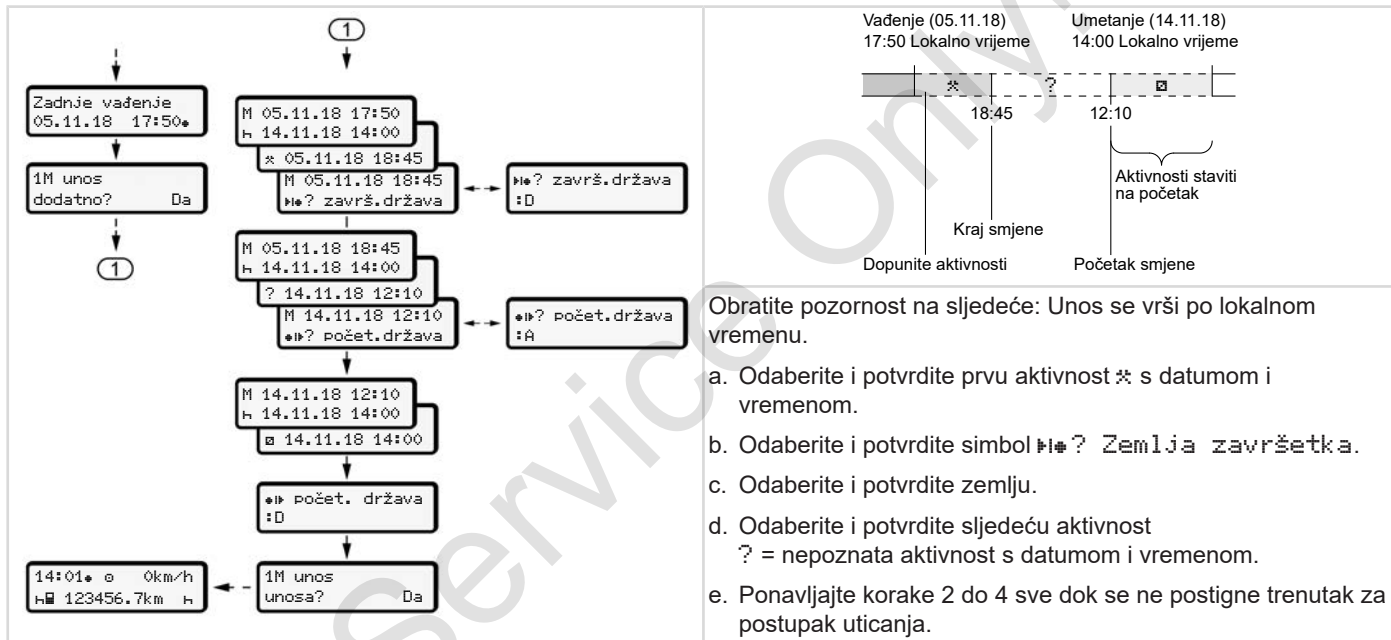 1
Zadnje vađenje
05.11.18 17:50
1M unos
dodatno? Da
1
M 05.11.18 17:50
14.11.18 14:00
05.11.18 18:45
M 05.11.18 18:45
? završ.država
? završ.država
:D
M 05.11.18 18:45
14.11.18 14:00
? 14.11.18 12:10
M 14.11.18 12:10
? počet.država
? počet.država
:A
M 14.11.18 12:10
14.11.18 14:00
14.11.18 14:00
počet. država
:D
1M unos
unosa? Da
14:01 0km/h
123456.7km
Vađenje (05.11.18)
17:50 Lokalno vrijeme
Umetanje (14.11.18)
14:00 Lokalno vrijeme
?
18:45
12:10
Aktivnosti staviti
na početak
Kraj smjene
Dopunite aktivnosti
Početak smjene
Obratite pozornost na sljedeće: Unos se vrši po lokalnom
vremenu.
a. Odaberite i potvrdite prvu aktivnost s datumom i
vremenom.
b. Odaberite i potvrdite simbol ? Zemlja završetka.
c. Odaberite i potvrdite zemlju.
d. Odaberite i potvrdite sljedeću aktivnost
? = nepoznata aktivnost s datumom i vremenom.
e. Ponavljajte korake 2 do 4 sve dok se ne postigne trenutak za
postupak uticanja.
Service Only